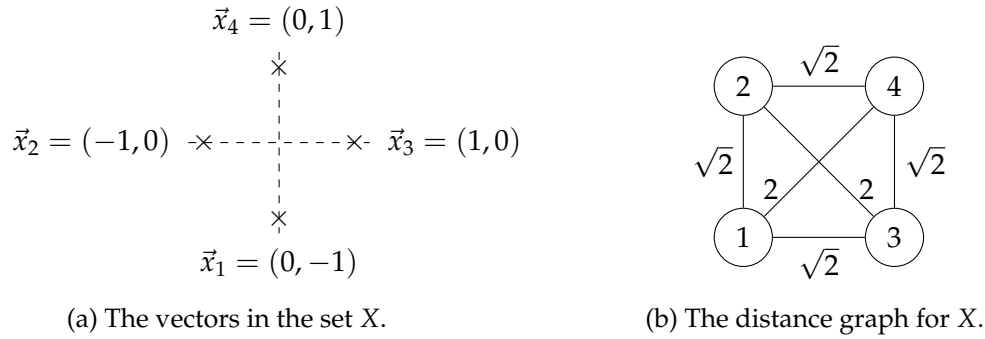 x⃗₄ = (0, 1)
x⃗₂ = (−1, 0)
x⃗₃ = (1, 0)
x⃗₁ = (0, −1)
(a) The vectors in the set X.
√2
2
4
√2
√2
2
2
1
3
√2
(b) The distance graph for X.